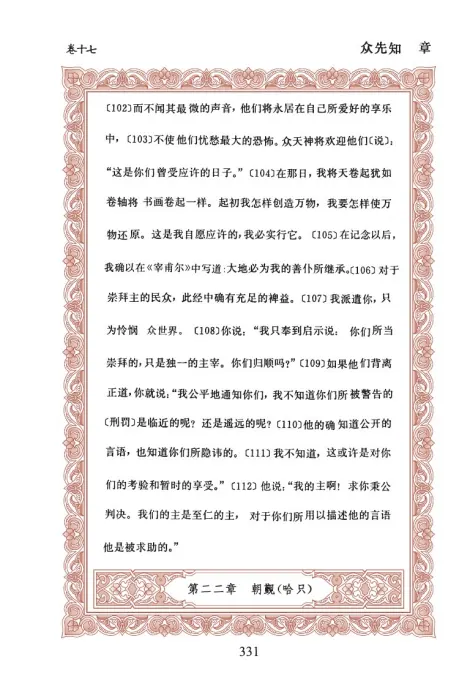 卷十七
众先知 章
〔102〕而不闻其最微的声音，他们将永居在自己所爱好的享乐
中，〔103〕不使他们忧愁最大的恐怖。众天神将欢迎他们〔说〕：
“这是你们曾受应许的日子。”〔104〕在那日，我将天卷起犹如
卷轴将 书画卷起一样。起初我怎样创造万物，我要怎样使万
物还原。这是我自愿应许的，我必实行它。〔105〕在记念以后，
我确以在《宰甫尔》中写道：大地必为我的善仆所继承。〔106〕对于
崇拜主的民众，此经中确有充足的裨益。〔107〕我派遣你，只
为怜悯 众世界。〔108〕你说：“我只奉到启示说： 你们所当
崇拜的，只是独一的主宰。你们归顺吗？”〔109〕如果他们背离
正道，你就说：“我公平地通知你们，我不知道你们所被警告的
〔刑罚〕是临近的呢？还是遥远的呢？〔110〕他的确知道公开的
言语，也知道你们所隐讳的。〔111〕我不知道，这或许是对你
们的考验和暂时的享受。”〔112〕他说：“我的主啊！求你秉公
判决。我们的主是至仁的主， 对于你们所用以描述他的言语
他是被求助的。”
第二二章 朝觐（哈只）
331